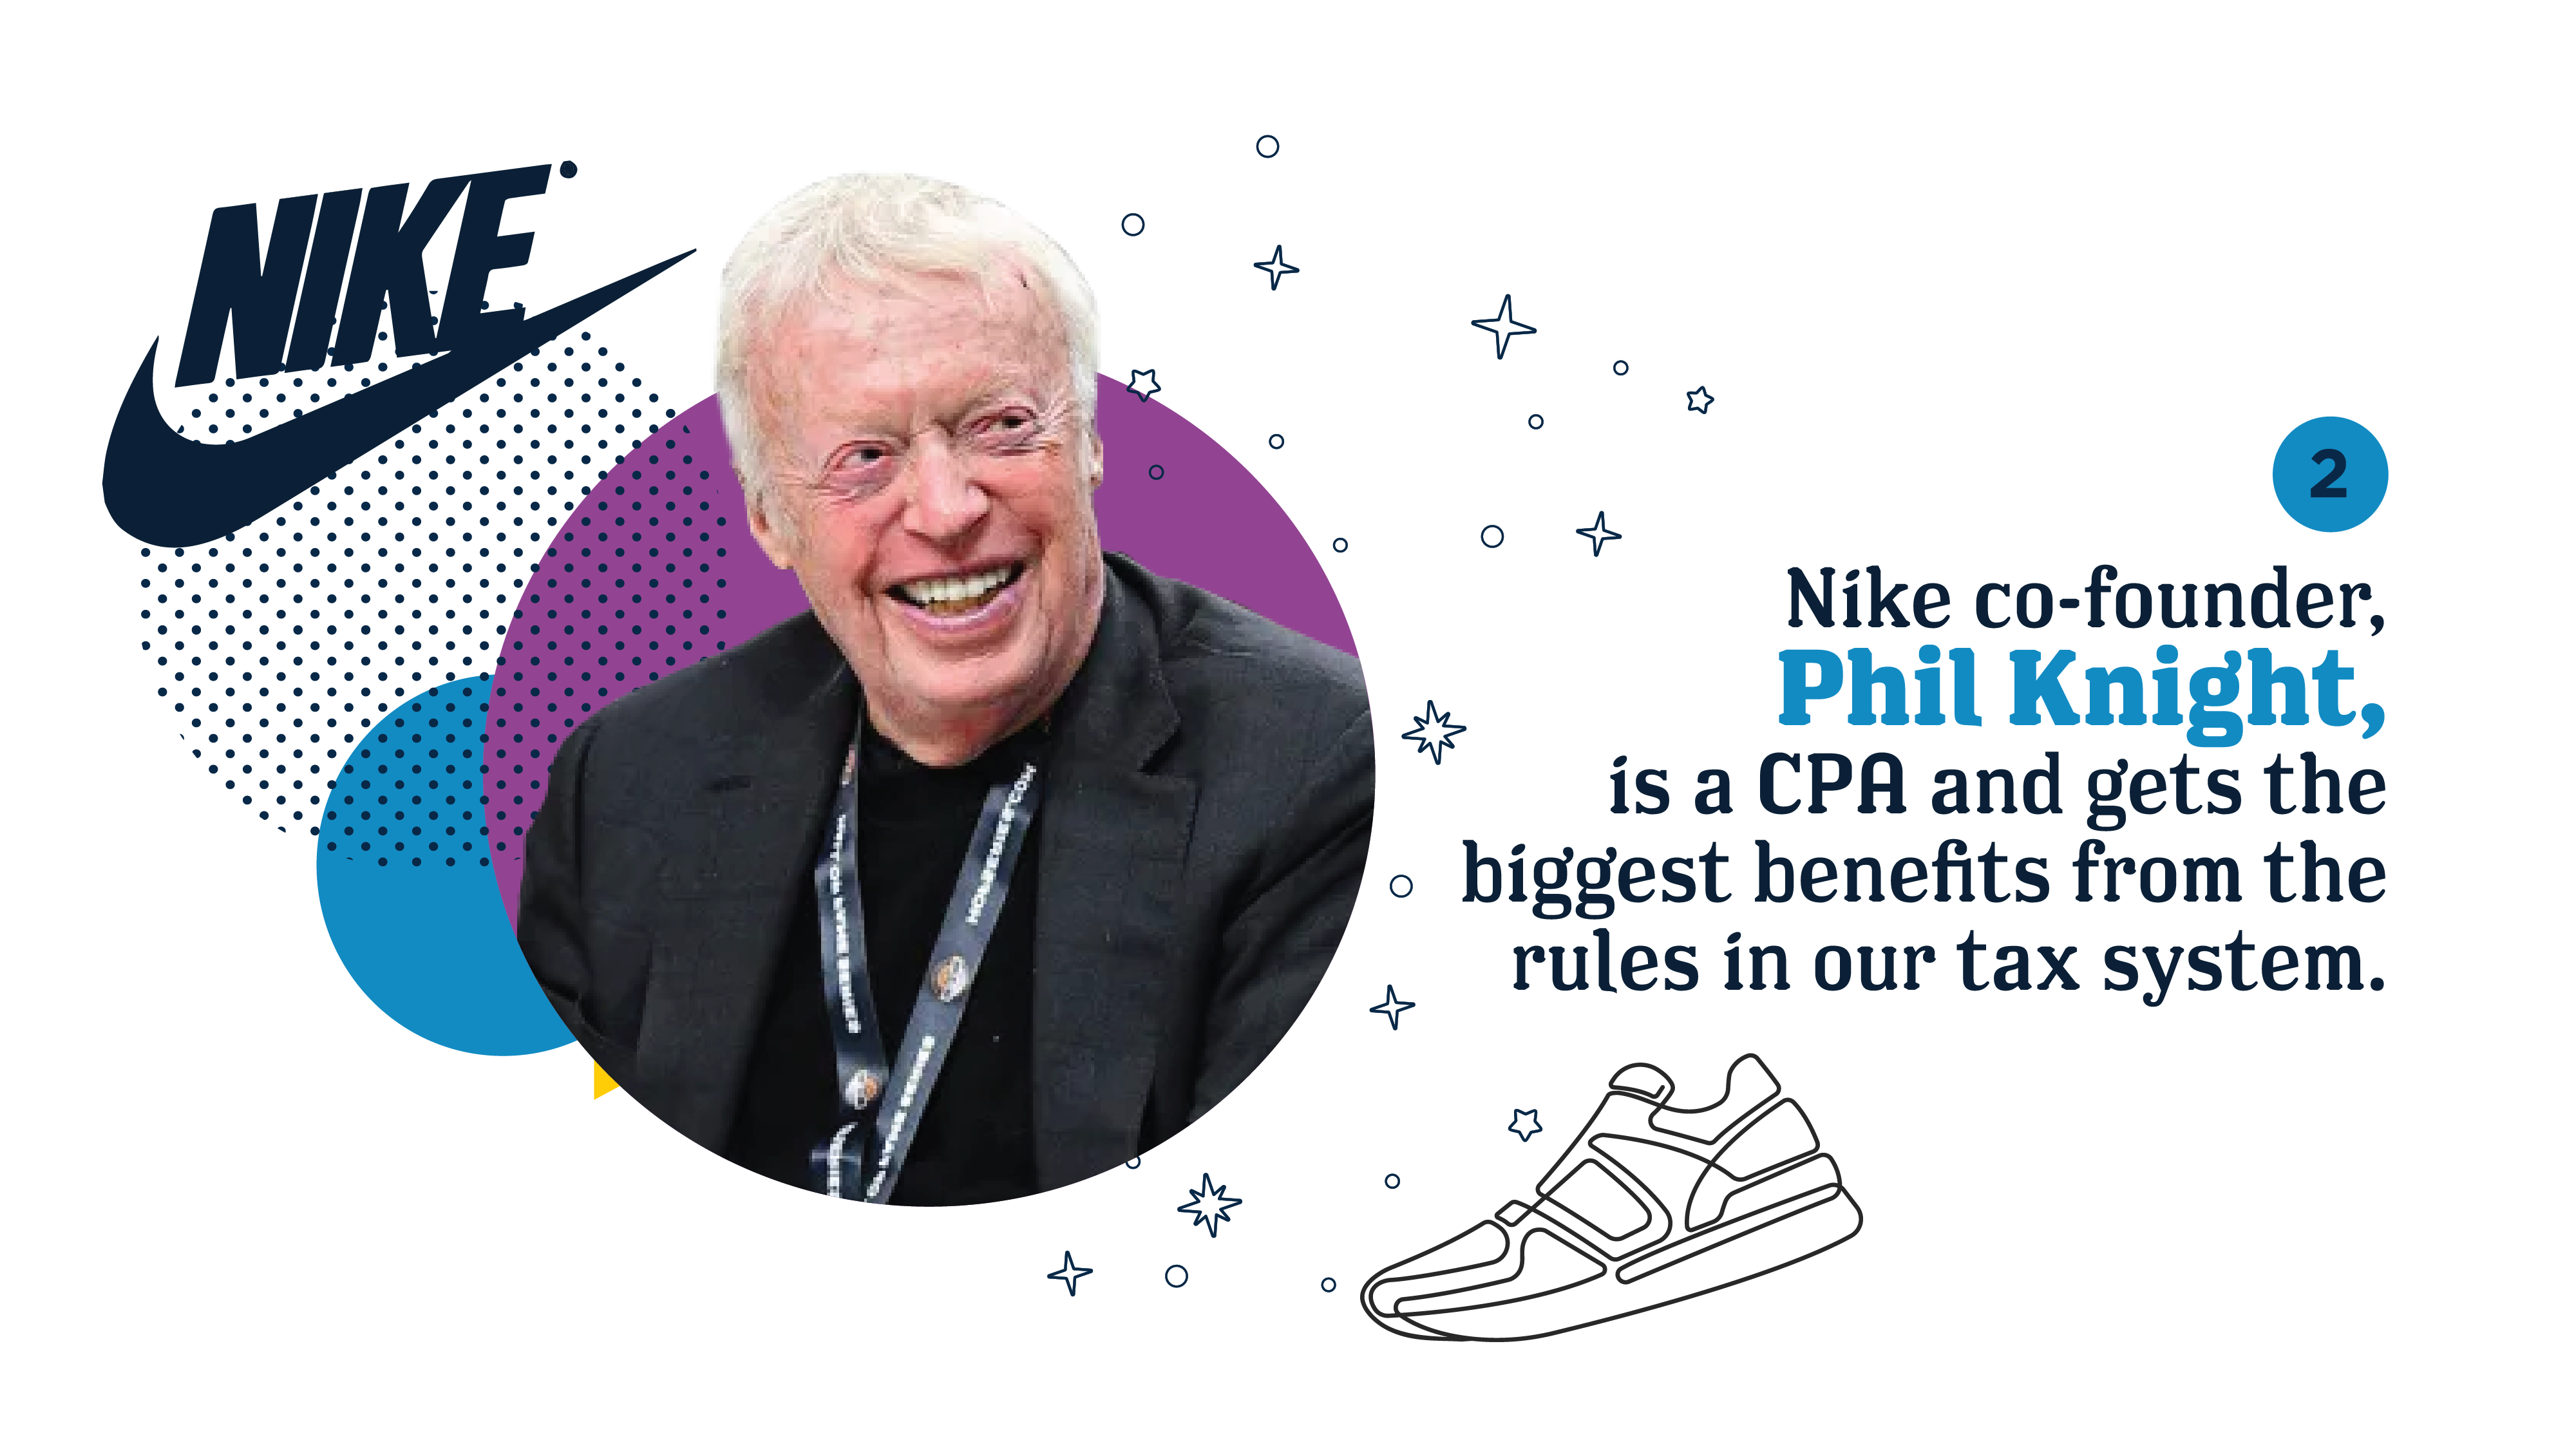 NIKE
2
Nike co-founder,
Phil Knight,
is a CPA and gets the
biggest benefits from the
rules in our tax system.